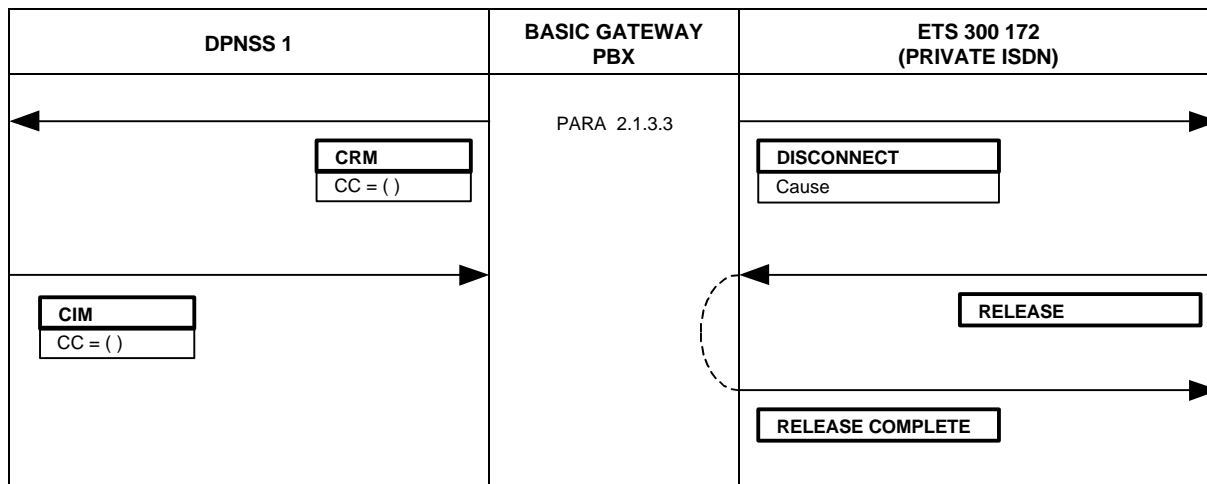 DPNSS 1
BASIC GATEWAY
PBX
ETS 300 172
(PRIVATE ISDN)
PARA 2.1.3.3
CRM
CC = ( )
DISCONNECT
Cause
CIM
CC = ( )
RELEASE
RELEASE COMPLETE